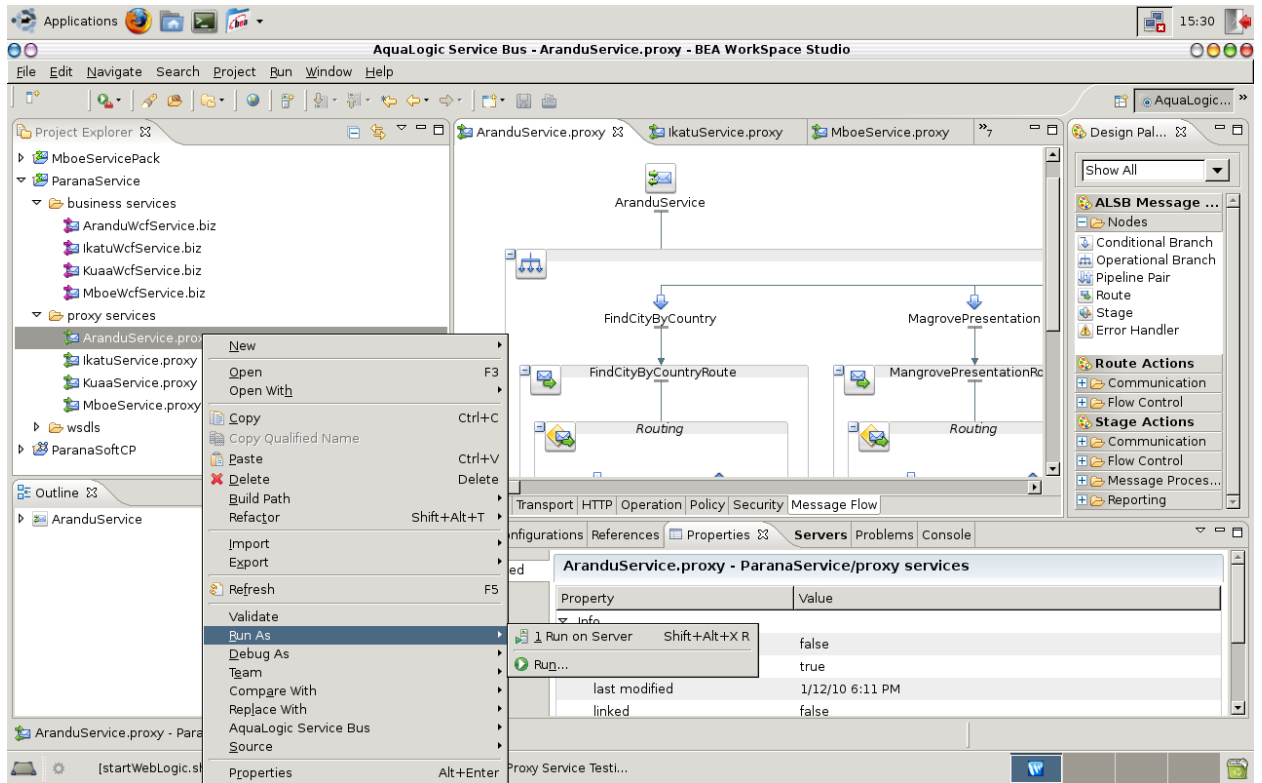 Applications
15:30
AquaLogic Service Bus - AranduService.proxy - BEA WorkSpace Studio
File Edit Navigate Search Project Run Window Help
AquaLogic... »
Project Explorer
MboeServicePack
ParanaService
business services
AranduWcfService.biz
IkatuWcfService.biz
KuaaWcfService.biz
MboeWcfService.biz
proxy services
AranduService.prox
IkatuService.proxy
KuaaService.proxy
MboeService.proxy
wsdls
ParanaSoftCP
Outline
AranduService
AranduService.proxy IkatuService.proxy MboeService.proxy »7
AranduService
FindCityByCountry MagrovePresentation
FindCityByCountryRoute MangrovePresentationRo
Routing Routing
Transport HTTP Operation Policy Security Message Flow
Design Pal...
Show All
ALSB Message ...
Nodes
Conditional Branch
Operational Branch
Pipeline Pair
Route
Stage
Error Handler
Route Actions
Communication
Flow Control
Stage Actions
Communication
Flow Control
Message Proces...
Reporting
New
Open F3
Open With
Copy Ctrl+C
Copy Qualified Name
Paste Ctrl+V
Delete Delete
Build Path
Refactor Shift+Alt+T
Import
Export
Refresh F5
Validate
Run As
Debug As
Team
Compare With
Replace With
AquaLogic Service Bus
Source
Properties Alt+Enter
1 Run on Server Shift+Alt+X R
Run...
nfigurations References Properties Servers Problems Console
ed
AranduService.proxy - ParanaService/proxy services
Property Value
Info
false
true
last modified 1/12/10 6:11 PM
linked false
AranduService.proxy - Para
[startWebLogic.sh
Proxy Service Testi...